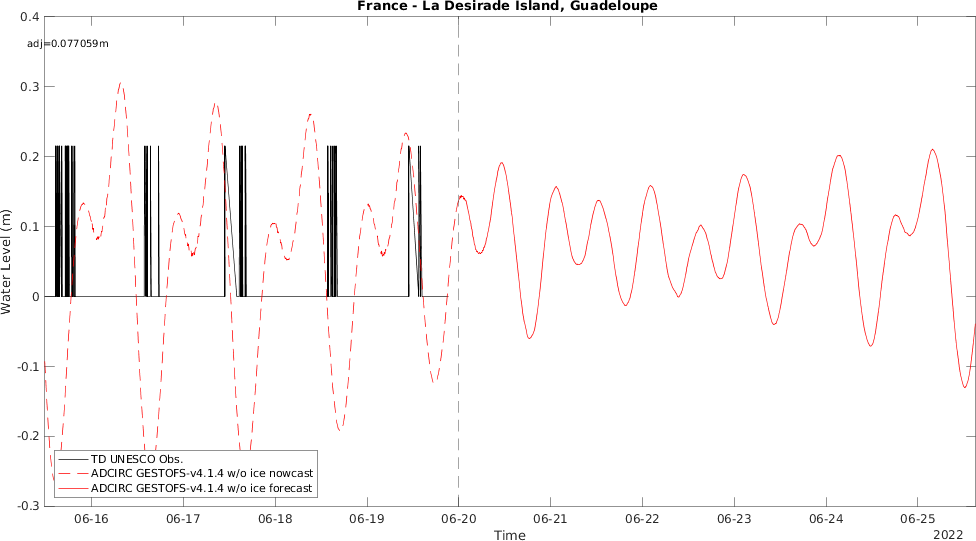 France - La Desirade Island, Guadeloupe
adj=0.077059m
0.4
0.3
0.2
0.1
0
-0.1
-0.2
-0.3
Water Level (m)
TD UNESCO Obs.
ADCIRC GESTOFS-v4.1.4 w/o ice nowcast
ADCIRC GESTOFS-v4.1.4 w/o ice forecast
06-16 06-17 06-18 06-19 06-20 06-21 06-22 06-23 06-24 06-25
Time
2022